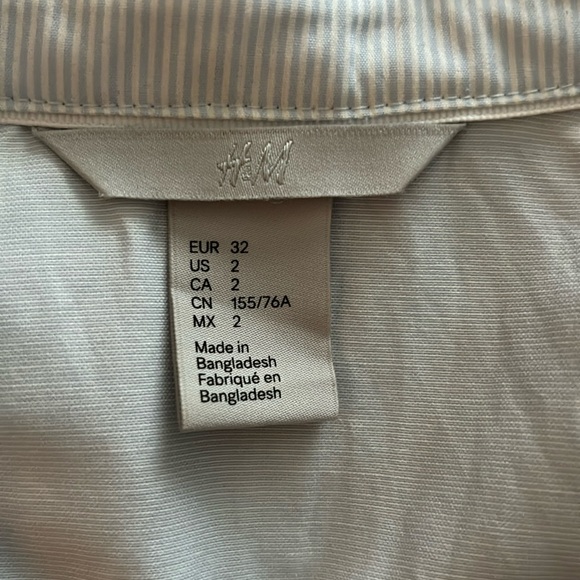 H&M
EUR 32
US 2
CA 2
CN 155/76A
MX 2
Made in
Bangladesh
Fabriqué en
Bangladesh